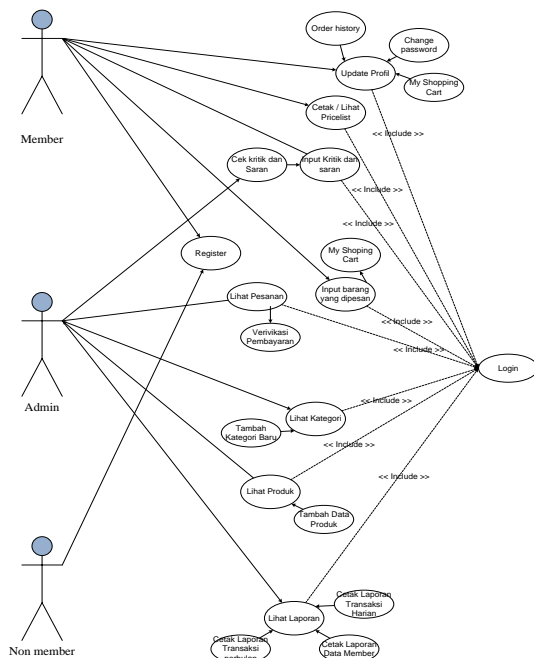 Order history
Change
password
Update Profil
My Shopping
Cart
Cetak / Lihat
Pricelist
<< Include >>
Member
Cek kritik dan
Saran
Input Kritik dan
saran
<< Include >>
<< Include >>
Register
My Shoping
Cart
Lihat Pesanan
Input barang
yang dipesan
<< Include >>
Verivikasi
Pembayaran
<< Include >>
Login
Admin
<< Include >>
Lihat Kategori
Tambah
Kategori Baru
<< Include >>
Lihat Produk
<< Include >>
Tambah Data
Produk
Non member
Lihat Laporan
Cetak Laporan
Transaksi
Harian
Cetak Laporan
Transaksi
Cetak Laporan
Data Member